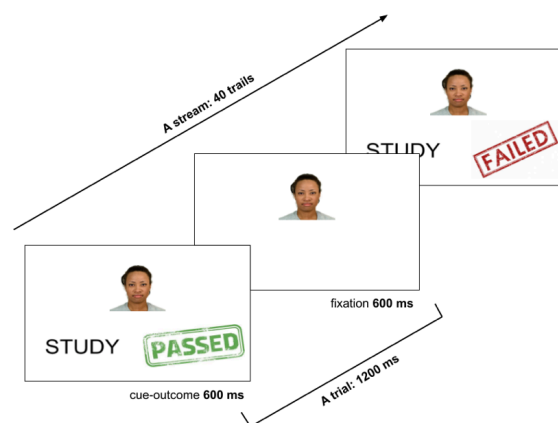 A stream: 40 trails
STUDY
FAILED
fixation 600 ms
STUDY
PASSED
cue-outcome 600 ms
A trial: 1200 ms